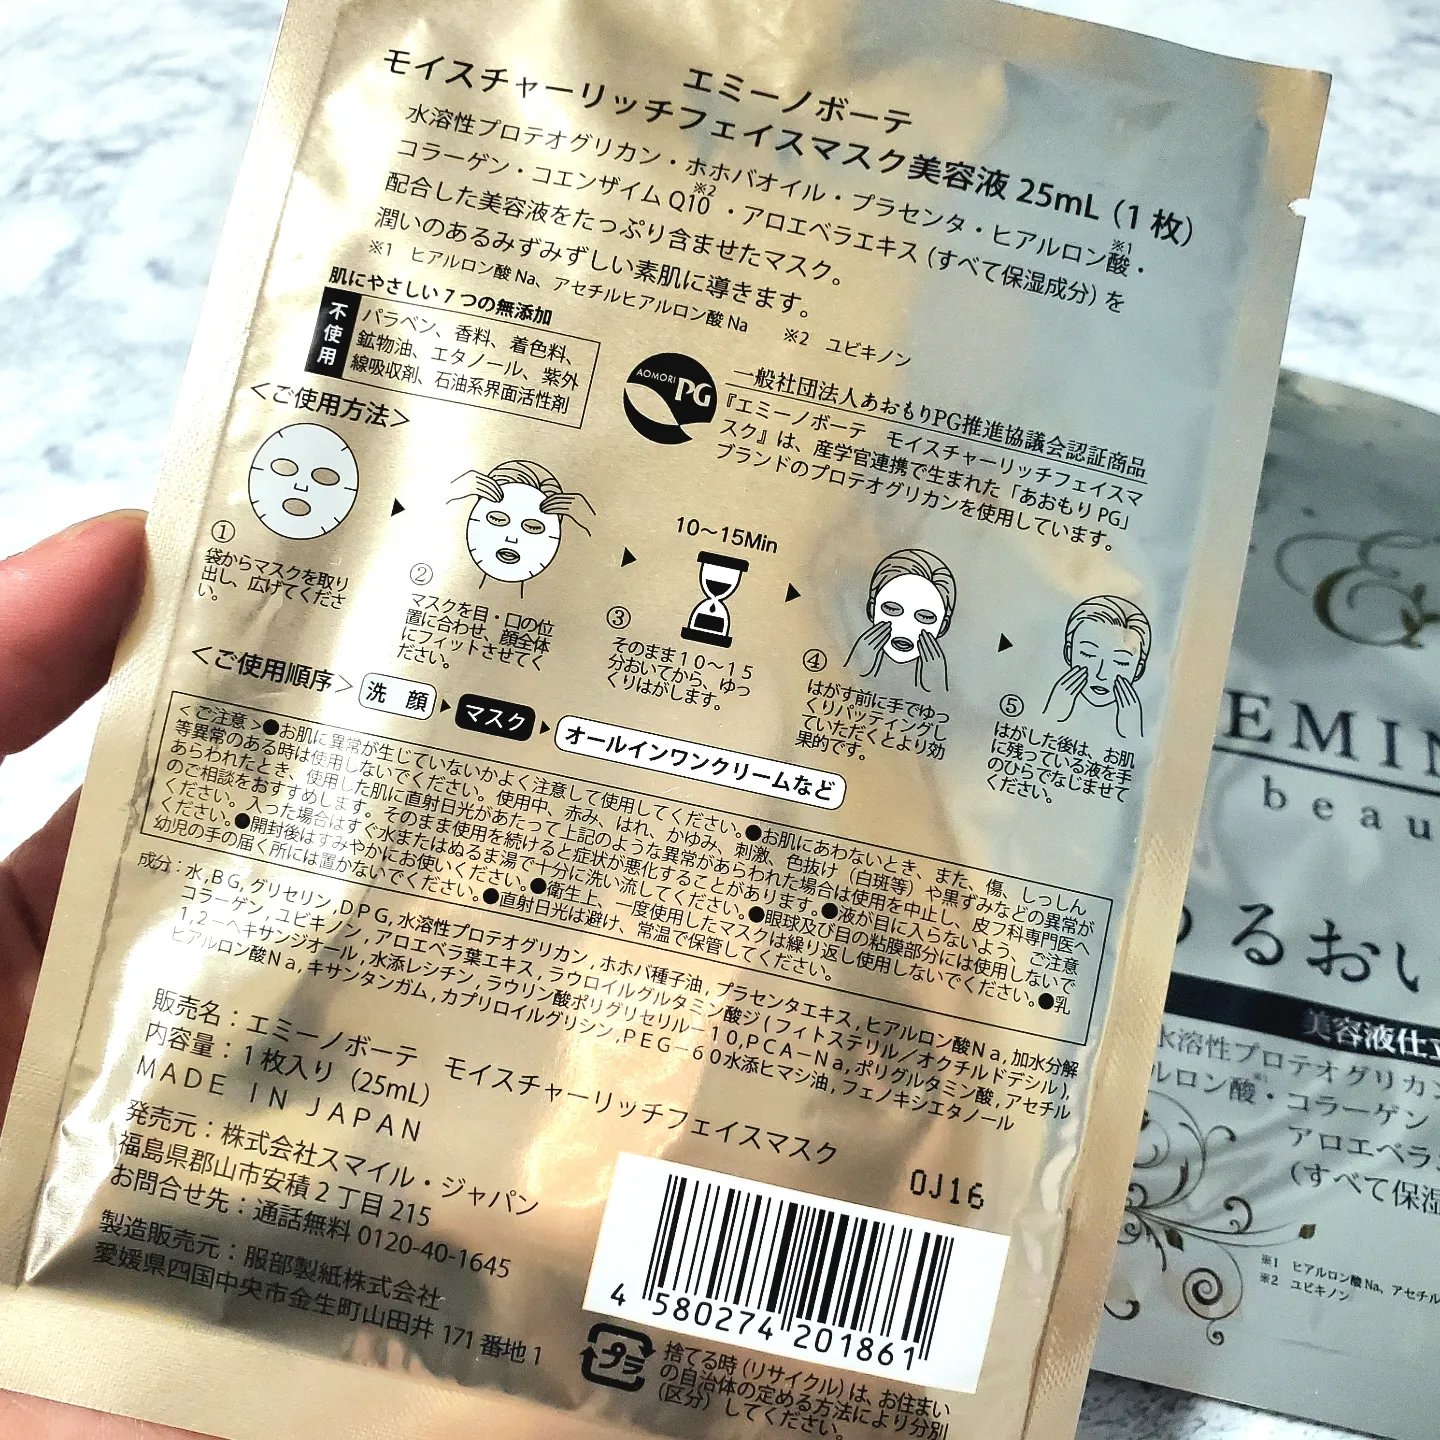 エミーノボーテ
モイスチャーリッチフェイスマスク美容液 25mL（1 枚）
水溶性プロテオグリカン・ホホバオイル・プラセンタ・ヒアルロン酸※1・
コラーゲン・コエンザイム Q10※2・アロエベラエキス（すべて保湿成分）を
配合した美容液をたっぷり含ませたマスク。
潤いのあるみずみずしい素肌に導きます。
※1　ヒアルロン酸 Na、アセチルヒアルロン酸 Na　　※2　ユビキノン
肌にやさしい 7 つの無添加
不使用
パラベン、香料、着色料、
鉱物油、エタノール、紫外
線吸収剤、石油系界面活性剤
AOMORI PG
一般社団法人あおもりPG推進協議会認証商品
『エミーノボーテ　モイスチャーリッチフェイスマ
スク』は、産学官連携で生まれた「あおもり PG」
ブランドのプロテオグリカンを使用しています。
＜ご使用方法＞
①
袋からマスクを取り
出し、広げてくださ
い。
②
マスクを目・口の位
置に合わせ、顔全体
にフィットさせてく
ださい。
10〜15Min
③
そのまま１０〜１５
分おいてから、ゆっ
くりはがします。
④
はがす前に手でゆっ
くりパッティングし
ていただくとより効
果的です。
⑤
はがした後は、お肌
に残っている液を手
のひらでなじませて
ください。
＜ご使用順序＞ 洗 顔 マスク オールインワンクリームなど
＜ご注意＞●お肌に異常が生じていないかよく注意して使用してください。●お肌にあわないとき、また、傷、しっしん
等異常のある時は使用しないでください。使用中、赤み、はれ、かゆみ、刺激、色抜け（白斑等）や黒ずみなどの異常が
あらわれたとき、使用した肌に直射日光があたって上記のような異常があらわれた場合は使用を中止し、皮フ科専門医へ
のご相談をおすすめします。そのまま使用を続けると症状が悪化することがあります。●液が目に入らないよう、ご注意
ください。入った場合はすぐ水またはぬるま湯で十分に洗い流してください。●眼球及び目の粘膜部分には使用しないで
ください。●開封後はすみやかにお使いください。●衛生上、一度使用したマスクは繰り返し使用しないでください。●乳
幼児の手の届く所には置かないでください。●直射日光は避け、常温で保管してください。
成分：水,ＢＧ,グリセリン,ＤＰＧ,水溶性プロテオグリカン,ホホバ種子油,プラセンタエキス,ヒアルロン酸Ｎａ,加水分解
コラーゲン,ユビキノン,アロエベラ葉エキス,ラウロイルグルタミン酸ジ(フィトステリル／オクチルドデシル),
１,２－ヘキサンジオール,水添レシチン,ラウリン酸ポリグリセリル－１０,ＰＣＡ－Ｎａ,ポリグルタミン酸,アセチル
ヒアルロン酸Ｎａ,キサンタンガム,カプリロイルグリシン,ＰＥＧ－６０水添ヒマシ油,フェノキシエタノール
販売名：エミーノボーテ　モイスチャーリッチフェイスマスク
内容量：１枚入り（25mL）
MADE IN JAPAN
発売元：株式会社スマイル・ジャパン
福島県郡山市安積２丁目 215
お問合せ先：通話無料 0120-40-1645
製造販売元：服部製紙株式会社
愛媛県四国中央市金生町山田井 171 番地 1
0J16
4 580274 201861
プラ
捨てる時（リサイクル）は、お住まい
の自治体の定める方法により分別
（区分）してください。
EMIN
beau
るおい
美容液仕立
水溶性プロテオグリカン
ルロン酸※1・コラーゲン
アロエベラ
（すべて保湿
※1　ヒアルロン酸 Na、アセチル
※2　ユビキノン